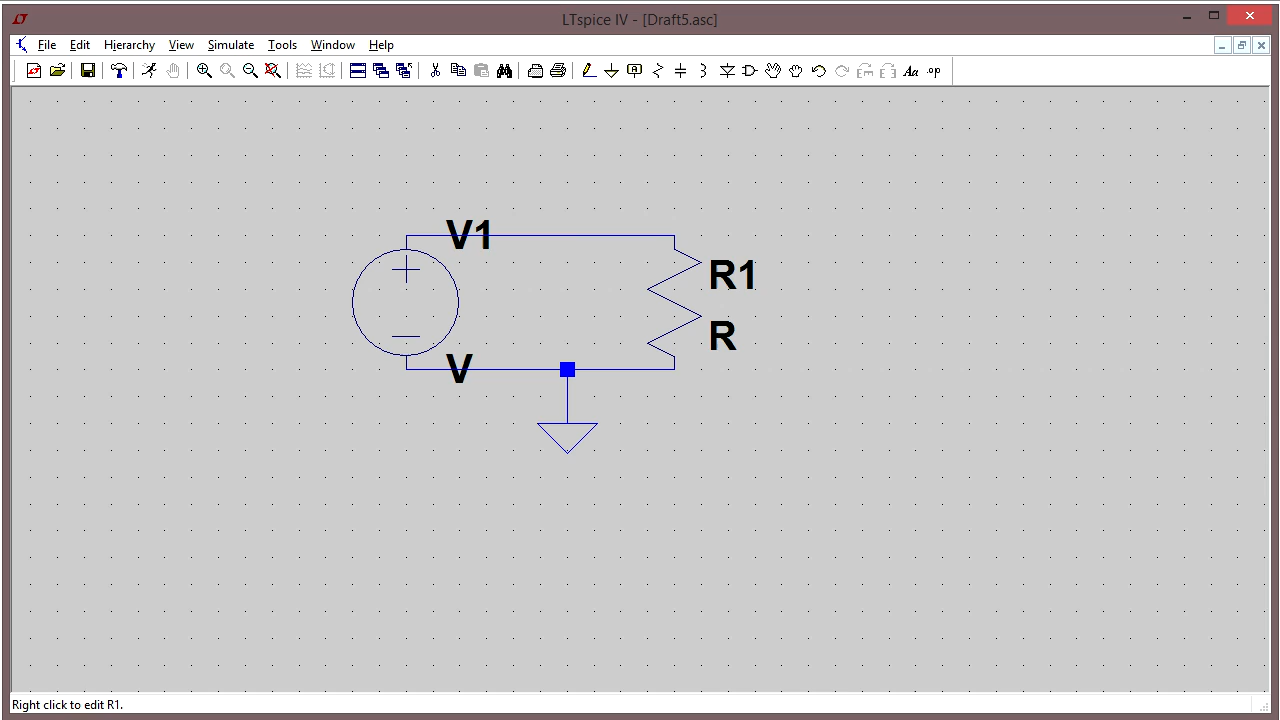 LTspice IV - [Draft5.asc]
File Edit Hierarchy View Simulate Tools Window Help
Aa .op
V1
R1
R
V
Right click to edit R1.